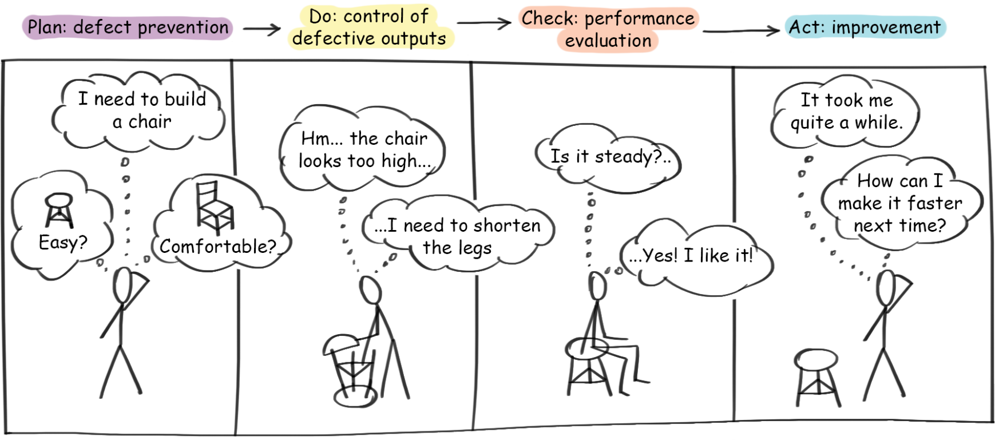 Plan: defect prevention
Do: control of
defective outputs
Check: performance
evaluation
Act: improvement
I need to build
a chair
Easy?
Comfortable?
Hm... the chair
looks too high...
...I need to shorten
the legs
Is it steady?..
...Yes! I like it!
It took me
quite a while.
How can I
make it faster
next time?